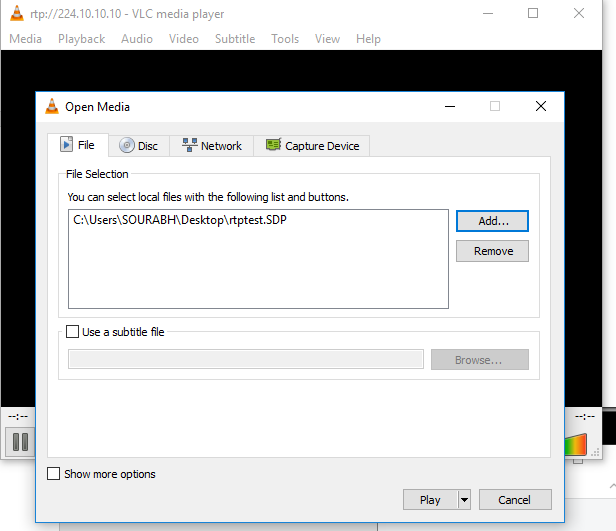 rtp://224.10.10.10 - VLC media player
Media Playback Audio Video Subtitle Tools View Help
Open Media
File Disc Network Capture Device
File Selection
You can select local files with the following list and buttons.
C:\Users\SOURABH\Desktop\rtptest.SDP
Add...
Remove
Use a subtitle file
Browse...
--:-- --:--
Show more options
Play Cancel